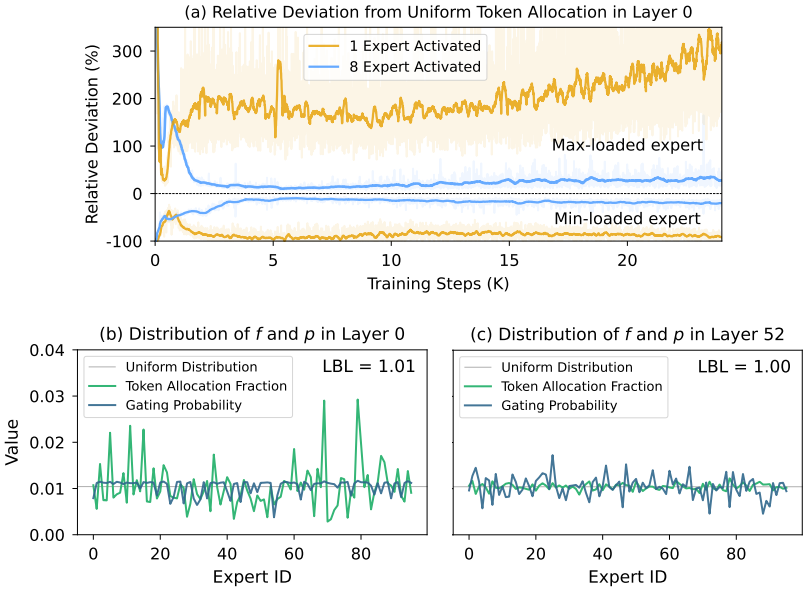 (a) Relative Deviation from Uniform Token Allocation in Layer 0
Relative Deviation (%)
300
200
100
0
-100
1 Expert Activated
8 Expert Activated
Max-loaded expert
Min-loaded expert
0 5 10 15 20
Training Steps (K)
(b) Distribution of f and p in Layer 0
Value
0.04
0.03
0.02
0.01
0.00
Uniform Distribution
Token Allocation Fraction
Gating Probability
LBL = 1.01
0 20 40 60 80
Expert ID
(c) Distribution of f and p in Layer 52
Uniform Distribution
Token Allocation Fraction
Gating Probability
LBL = 1.00
0 20 40 60 80
Expert ID